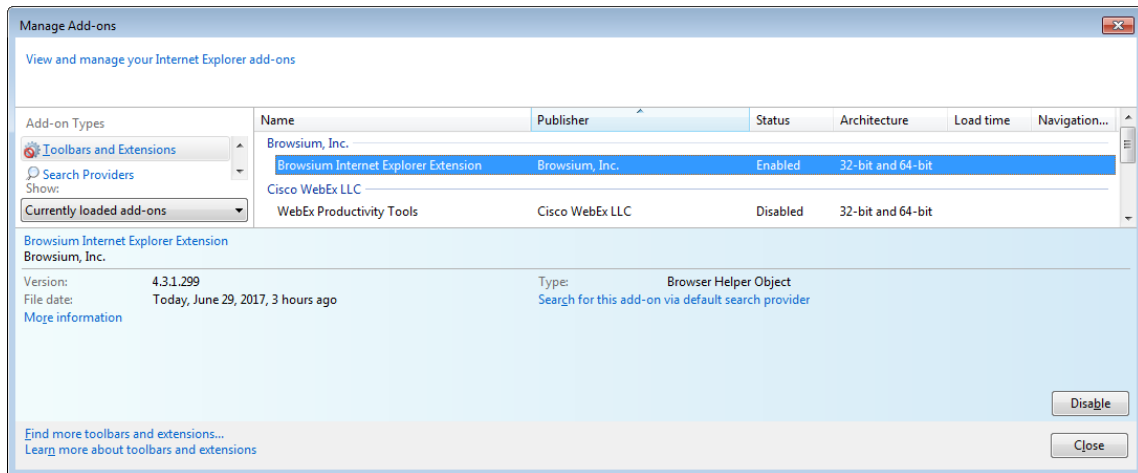 Manage Add-ons
View and manage your Internet Explorer add-ons
Add-on Types
Toolbars and Extensions
Search Providers
Show:
Currently loaded add-ons
Name Publisher Status Architecture Load time Navigation...
Browsium, Inc.
Browsium Internet Explorer Extension Browsium, Inc. Enabled 32-bit and 64-bit
Cisco WebEx LLC
WebEx Productivity Tools Cisco WebEx LLC Disabled 32-bit and 64-bit
Browsium Internet Explorer Extension
Browsium, Inc.
Version: 4.3.1.299 Type: Browser Helper Object
File date: Today, June 29, 2017, 3 hours ago Search for this add-on via default search provider
More information
Disable
Find more toolbars and extensions...
Learn more about toolbars and extensions
Close